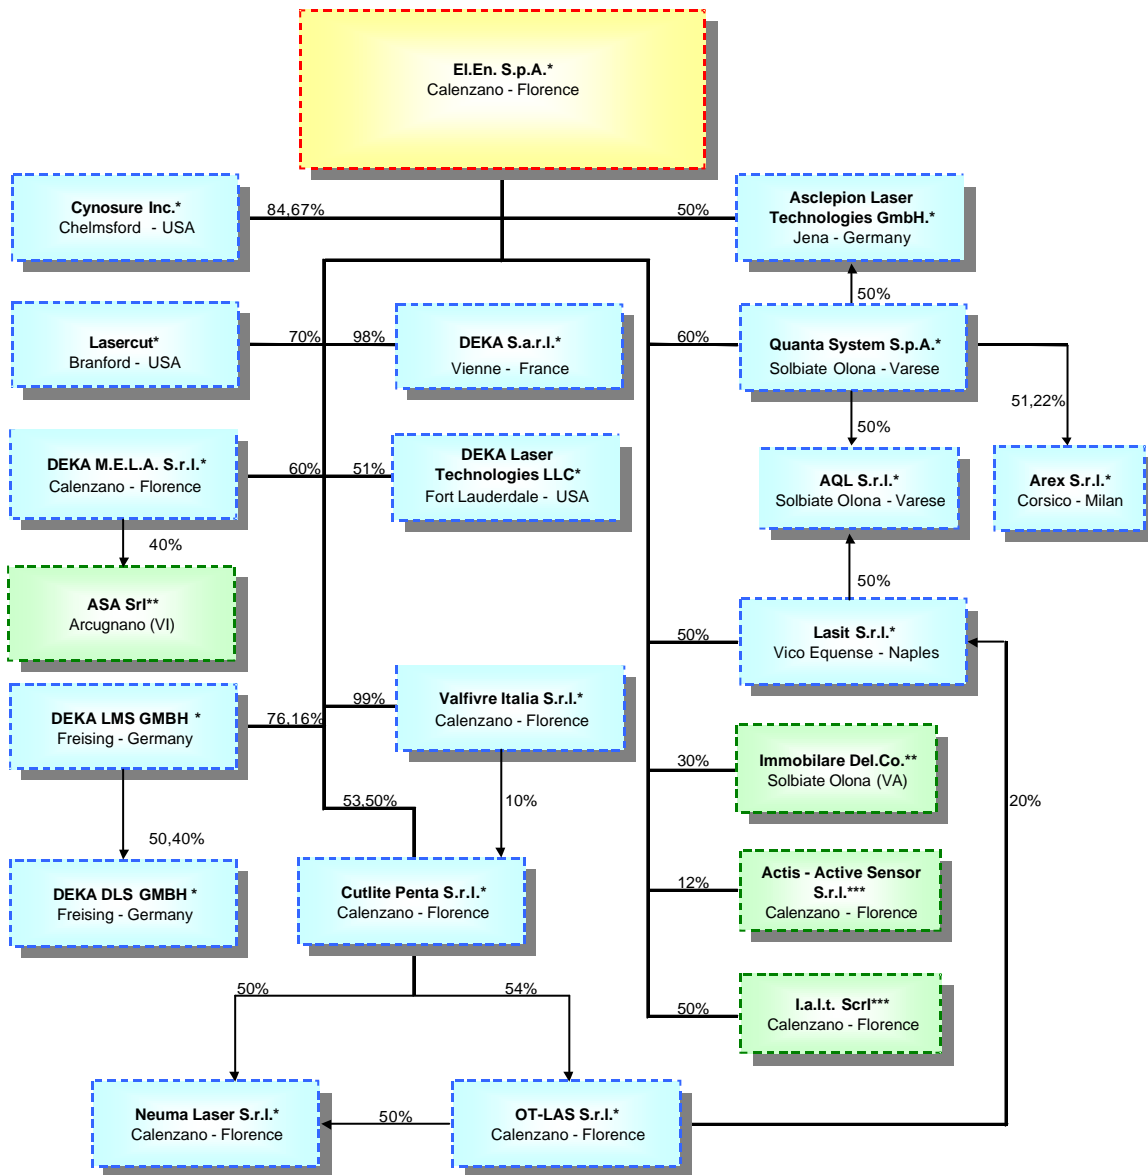 El.En. S.p.A.*
Calenzano - Florence
Cynosure Inc.*
Chelmsford - USA
84,67%
50%
Asclepion Laser
Technologies GmbH.*
Jena - Germany
50%
Lasercut*
Branford - USA
70%
98%
DEKA S.a.r.l.*
Vienne - France
60%
Quanta System S.p.A.*
Solbiate Olona - Varese
50%
51,22%
DEKA M.E.L.A. S.r.l.*
Calenzano - Florence
60%
51%
DEKA Laser
Technologies LLC*
Fort Lauderdale - USA
AQL S.r.l.*
Solbiate Olona - Varese
Arex S.r.l.*
Corsico - Milan
40%
50%
ASA Srl**
Arcugnano (VI)
50%
Lasit S.r.l.*
Vico Equense - Naples
DEKA LMS GMBH *
Freising - Germany
76,16%
99%
Valfivre Italia S.r.l.*
Calenzano - Florence
30%
Immobilare Del.Co.**
Solbiate Olona (VA)
50,40%
53,50%
10%
20%
DEKA DLS GMBH *
Freising - Germany
Cutlite Penta S.r.l.*
Calenzano - Florence
12%
Actis - Active Sensor
S.r.l.***
Calenzano - Florence
50%
54%
50%
I.a.l.t. Scrl***
Calenzano - Florence
Neuma Laser S.r.l.*
Calenzano - Florence
50%
OT-LAS S.r.l.*
Calenzano - Florence